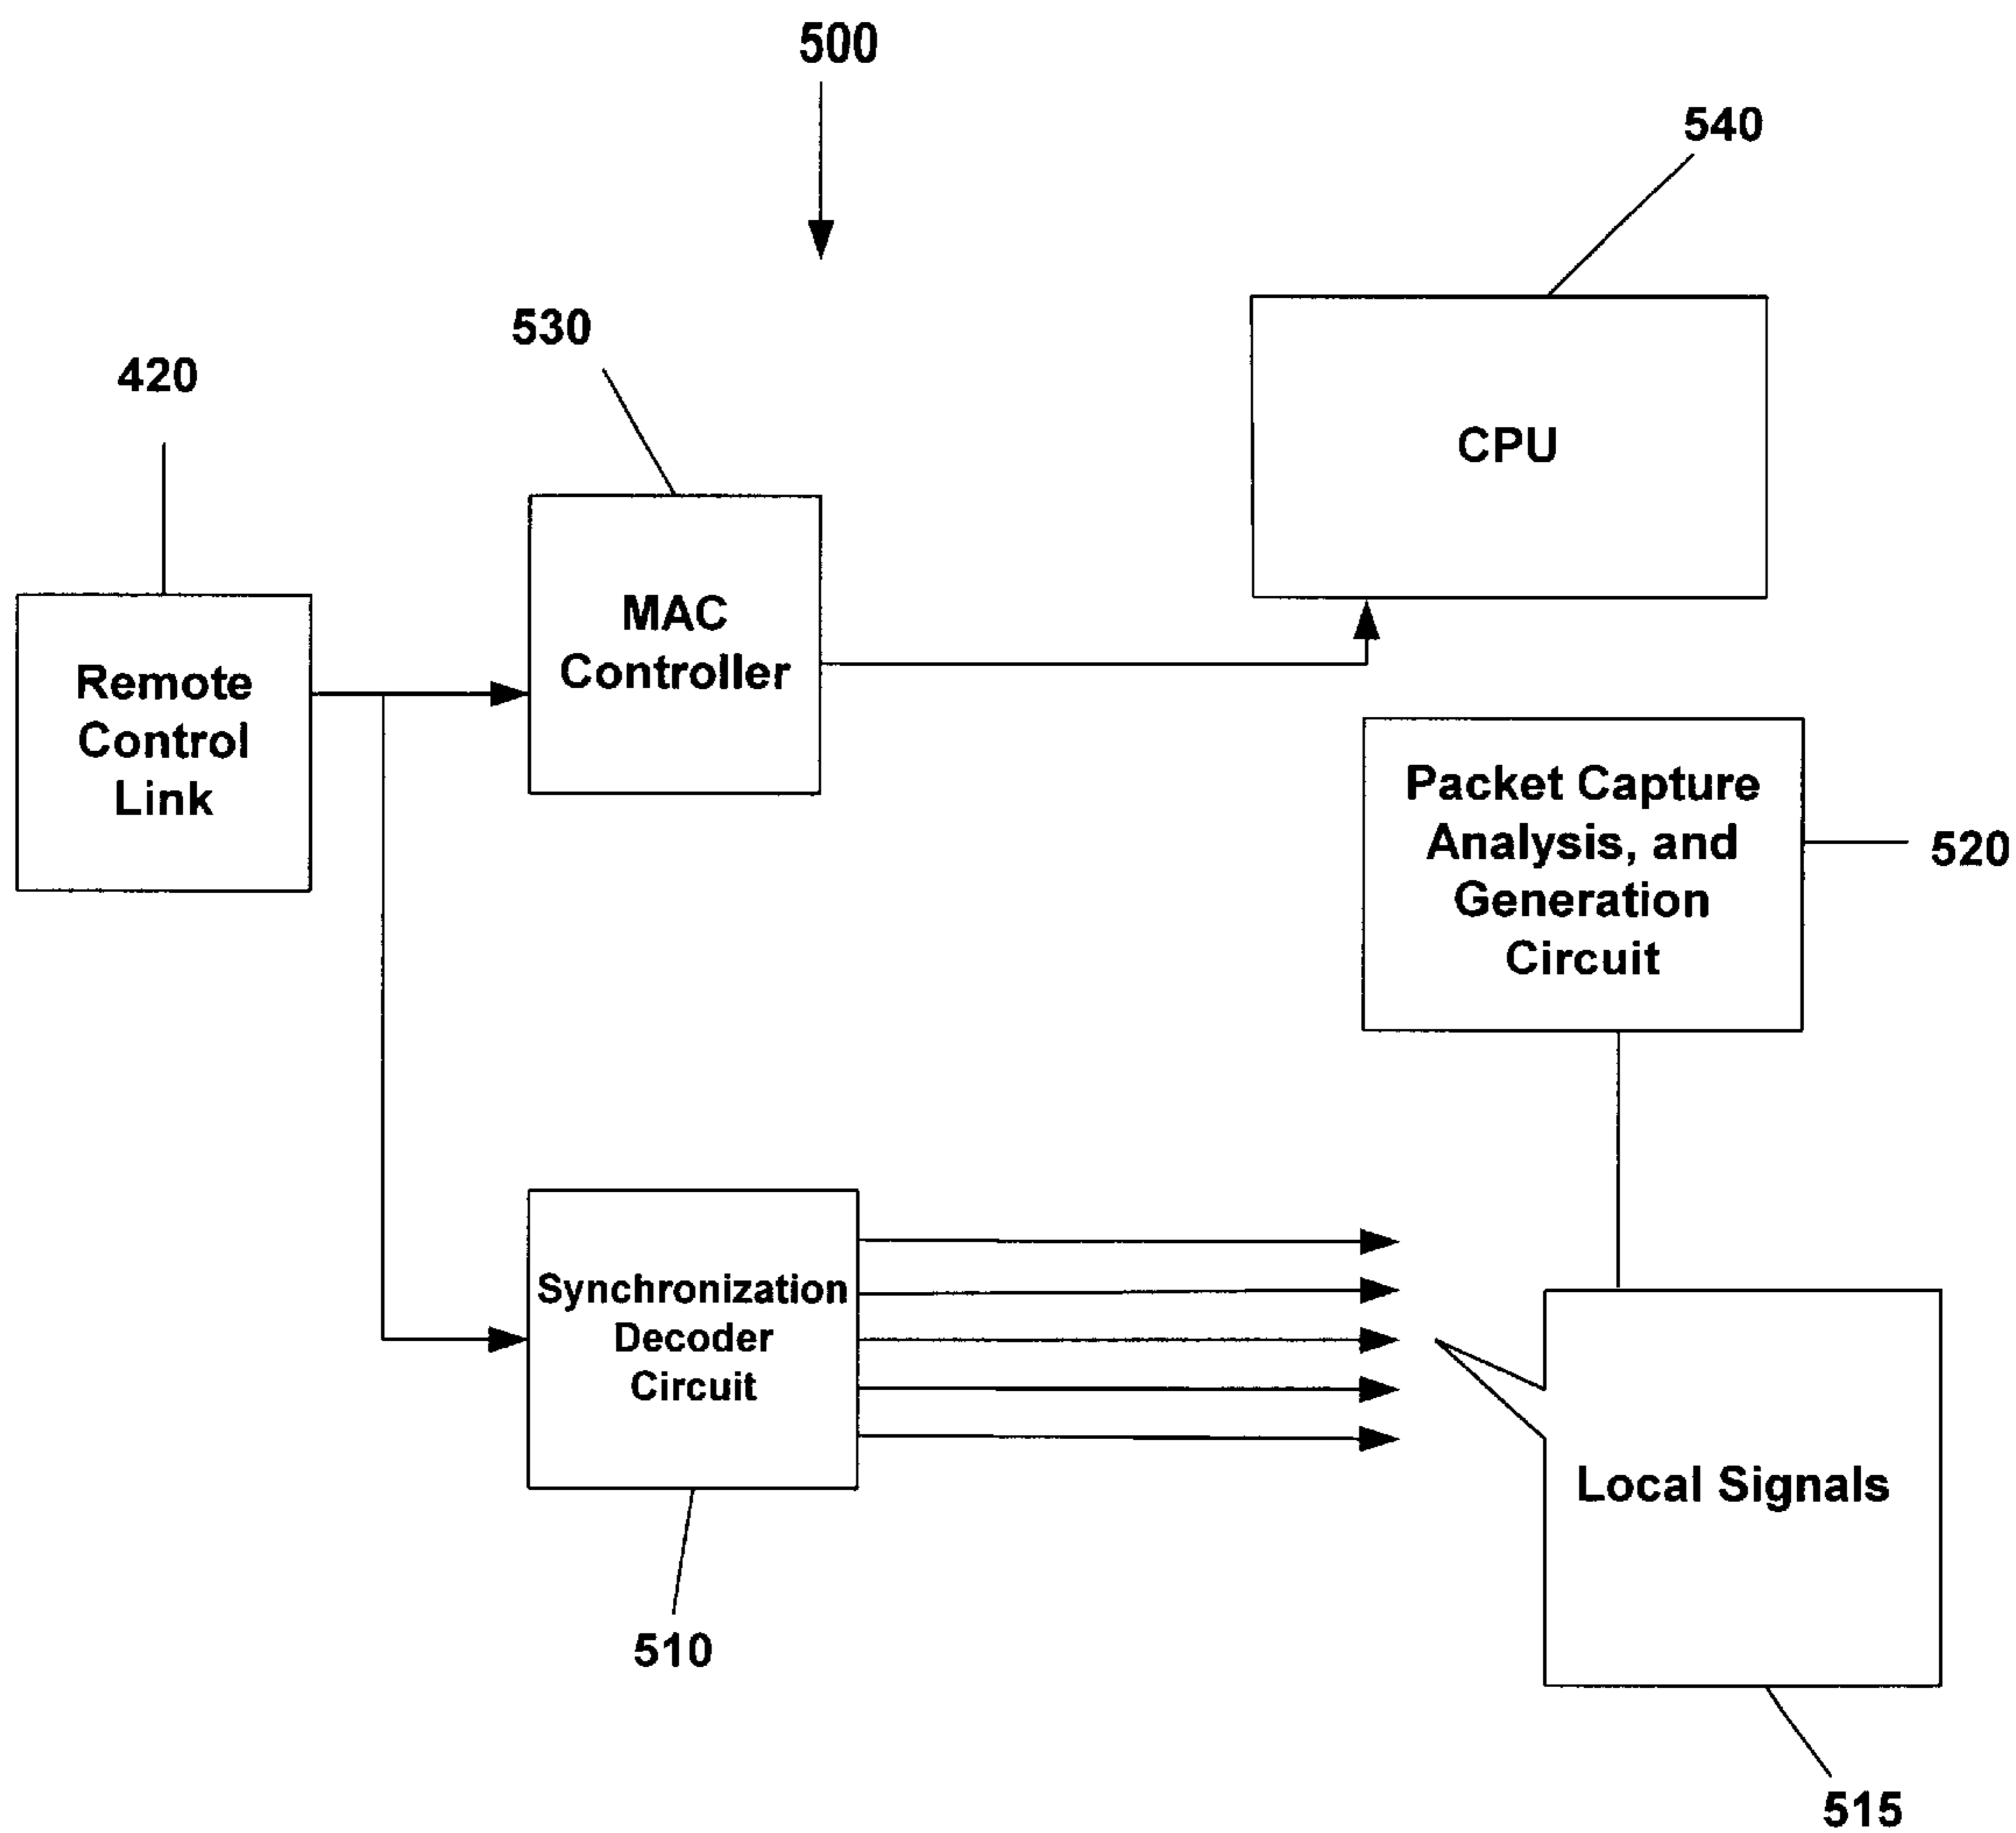 500
540
530
420
CPU
MAC
Controller
Remote
Control
Link
Packet Capture
Analysis, and
Generation
Circuit
520
Synchronization
Decoder
Circuit
Local Signals
510
515